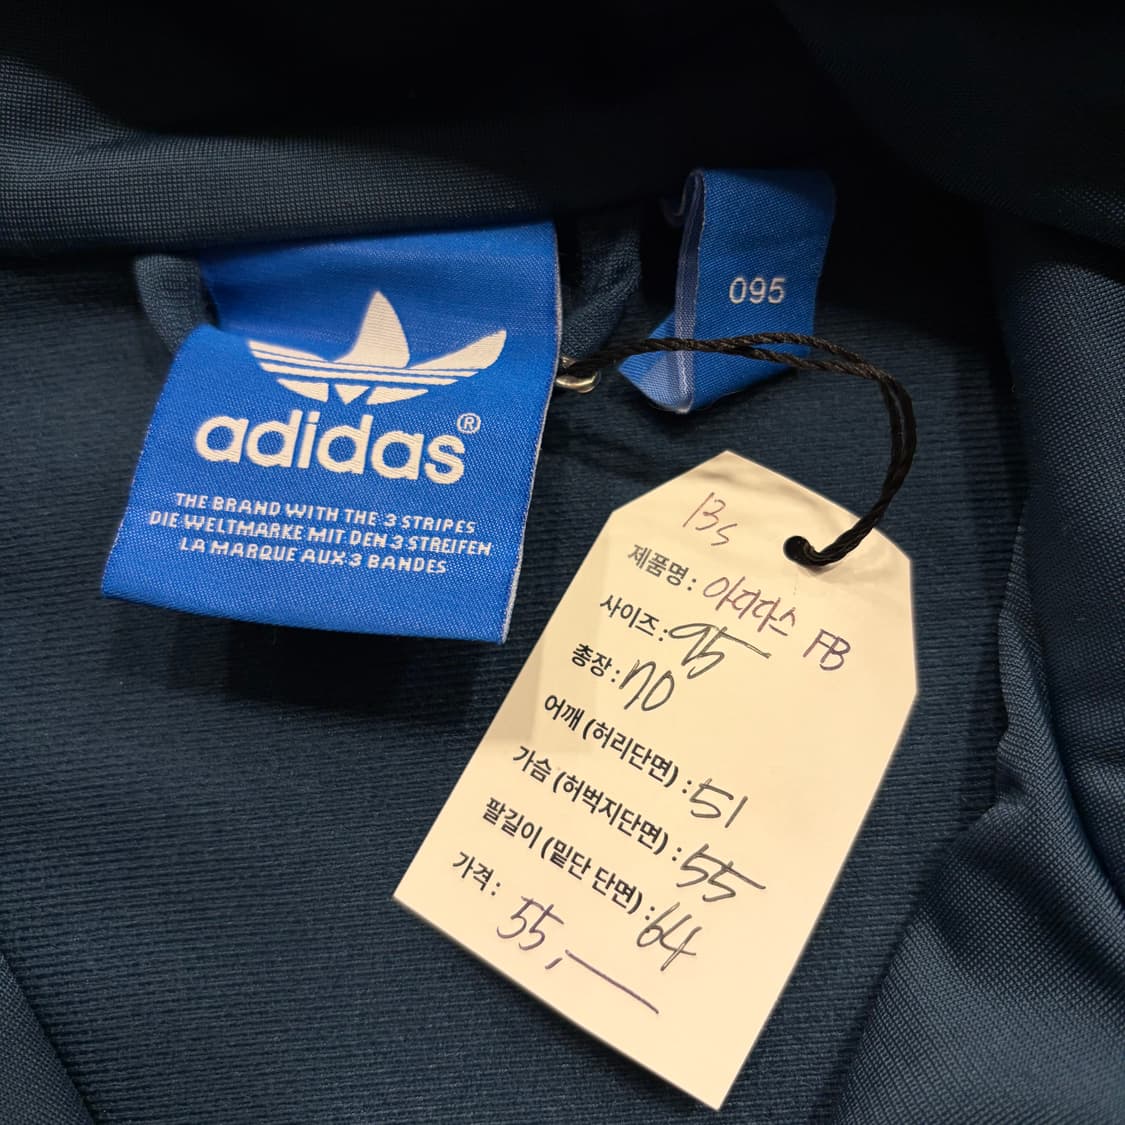 095
adidas®
THE BRAND WITH THE 3 STRIPES
DIE WELTMARKE MIT DEN 3 STREIFEN
LA MARQUE AUX 3 BANDES
제품명: 아디다스 FB
사이즈: 95
총장: 70
어깨 (허리단면) : 51
가슴 (허벅지단면) : 55
팔길이 (밑단 단면) : 64
가격: 55,—